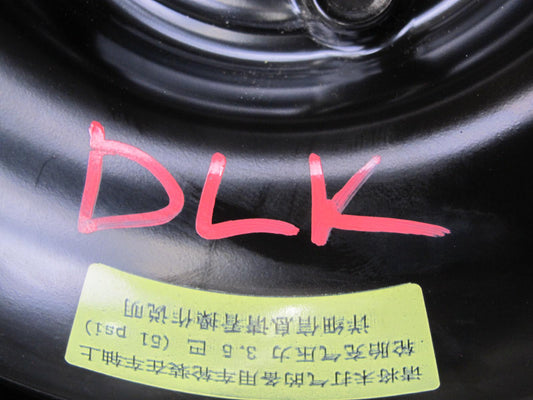 DLK
请将未打气的备用车轮装在车轴上
轮胎充气压力 3.5 巴 (51 psi)
详细信息请看操作说明